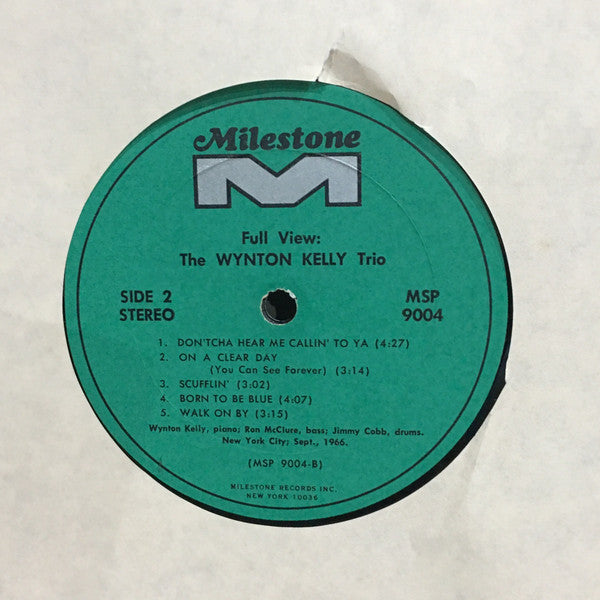 Milestone
M
Full View:
The WYNTON KELLY Trio
SIDE 2
STEREO
MSP
9004
1. DON'TCHA HEAR ME CALLIN' TO YA (4:27)
2. ON A CLEAR DAY
(You Can See Forever) (3:14)
3. SCUFFLIN' (3:02)
4. BORN TO BE BLUE (4:07)
5. WALK ON BY (3:15)
Wynton Kelly, piano; Ron McClure, bass; Jimmy Cobb, drums.
New York City; Sept., 1966.
(MSP 9004-B)
MILESTONE RECORDS INC.
NEW YORK 10036